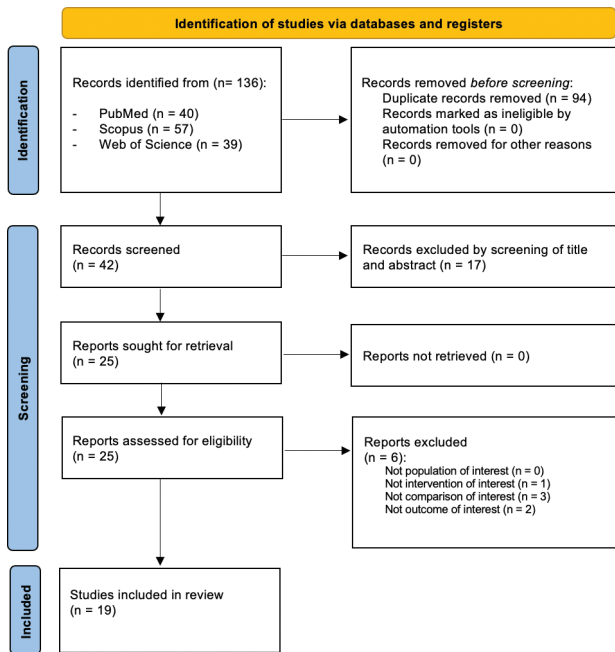 Identification of studies via databases and registers
Identification
Records identified from (n= 136):
- PubMed (n = 40)
- Scopus (n = 57)
- Web of Science (n = 39)
Records removed before screening:
Duplicate records removed (n = 94)
Records marked as ineligible by
automation tools (n = 0)
Records removed for other reasons
(n = 0)
Screening
Records screened
(n = 42)
Records excluded by screening of title
and abstract (n = 17)
Reports sought for retrieval
(n = 25)
Reports not retrieved (n = 0)
Reports assessed for eligibility
(n = 25)
Reports excluded
(n = 6):
Not population of interest (n = 0)
Not intervention of interest (n = 1)
Not comparison of interest (n = 3)
Not outcome of interest (n = 2)
Included
Studies included in review
(n = 19)